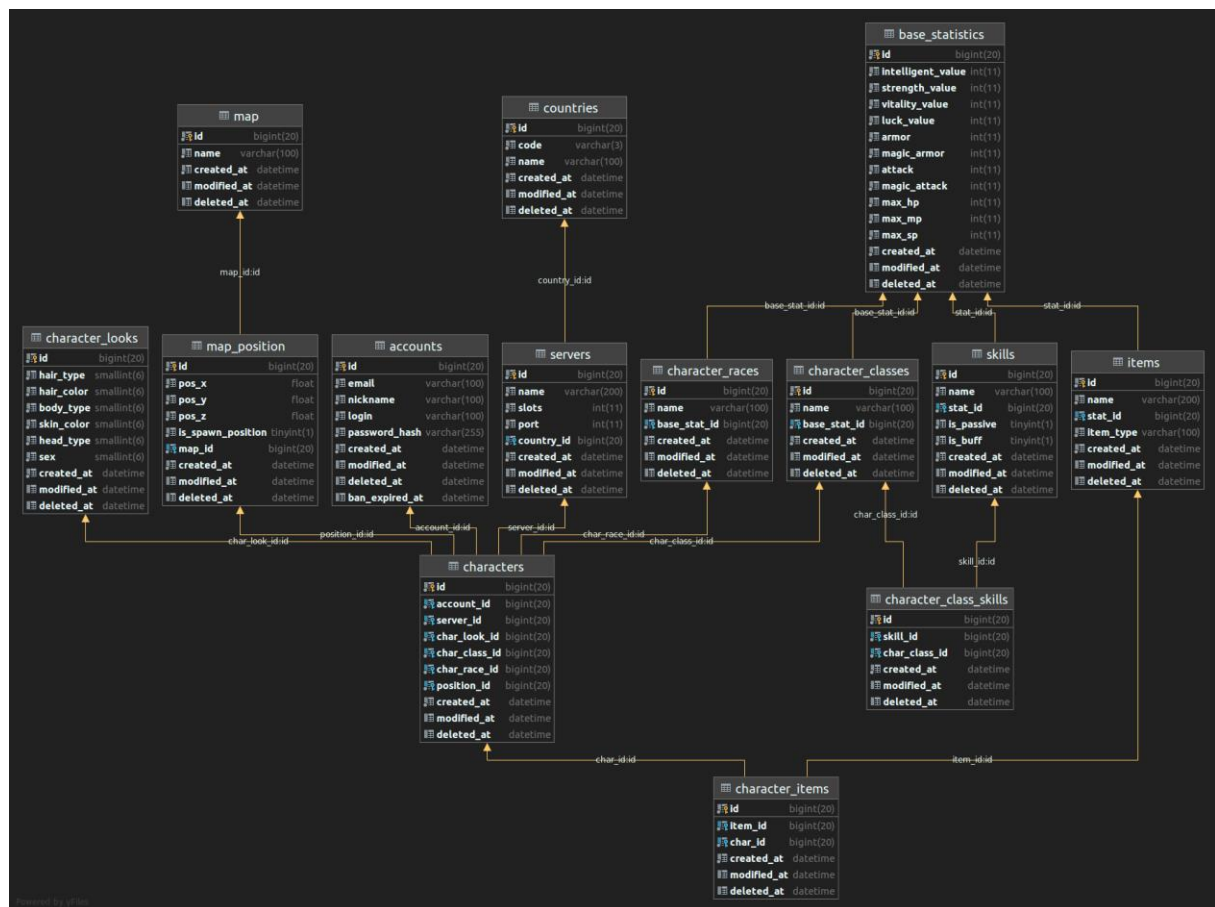 base_statistics
id bigint(20)
intelligent_value int(11)
strength_value int(11)
vitality_value int(11)
luck_value int(11)
armor int(11)
magic_armor int(11)
attack int(11)
magic_attack int(11)
max_hp int(11)
max_mp int(11)
max_sp int(11)
created_at datetime
modified_at datetime
deleted_at datetime
map
id bigint(20)
name varchar(100)
created_at datetime
modified_at datetime
deleted_at datetime
countries
id bigint(20)
code varchar(3)
name varchar(100)
created_at datetime
modified_at datetime
deleted_at datetime
map_id:id
country_id:id
base_stat_id:id
base_stat_id:id
stat_id:id
stat_id:id
character_looks
id bigint(20)
hair_type smallint(6)
hair_color smallint(6)
body_type smallint(6)
skin_color smallint(6)
head_type smallint(6)
sex smallint(6)
created_at datetime
modified_at datetime
deleted_at datetime
map_position
id bigint(20)
pos_x float
pos_y float
pos_z float
is_spawn_position tinyint(1)
map_id bigint(20)
created_at datetime
modified_at datetime
deleted_at datetime
accounts
id bigint(20)
email varchar(100)
nickname varchar(100)
login varchar(100)
password_hash varchar(255)
created_at datetime
modified_at datetime
deleted_at datetime
ban_expired_at datetime
servers
id bigint(20)
name varchar(200)
slots int(11)
port int(11)
country_id bigint(20)
created_at datetime
modified_at datetime
deleted_at datetime
character_races
id bigint(20)
name varchar(100)
base_stat_id bigint(20)
created_at datetime
modified_at datetime
deleted_at datetime
character_classes
id bigint(20)
name varchar(100)
base_stat_id bigint(20)
created_at datetime
modified_at datetime
deleted_at datetime
skills
id bigint(20)
name varchar(100)
stat_id bigint(20)
is_passive tinyint(1)
is_buff tinyint(1)
created_at datetime
modified_at datetime
deleted_at datetime
items
id bigint(20)
name varchar(200)
stat_id bigint(20)
item_type varchar(100)
created_at datetime
modified_at datetime
deleted_at datetime
char_look_id:id
position_id:id
account_id:id
server_id:id
char_race_id:id
char_class_id:id
char_class_id:id
skill_id:id
characters
id bigint(20)
account_id bigint(20)
server_id bigint(20)
char_look_id bigint(20)
char_class_id bigint(20)
char_race_id bigint(20)
position_id bigint(20)
created_at datetime
modified_at datetime
deleted_at datetime
character_class_skills
id bigint(20)
skill_id bigint(20)
char_class_id bigint(20)
created_at datetime
modified_at datetime
deleted_at datetime
char_id:id
item_id:id
character_items
id bigint(20)
item_id bigint(20)
char_id bigint(20)
created_at datetime
modified_at datetime
deleted_at datetime
Powered by yFiles